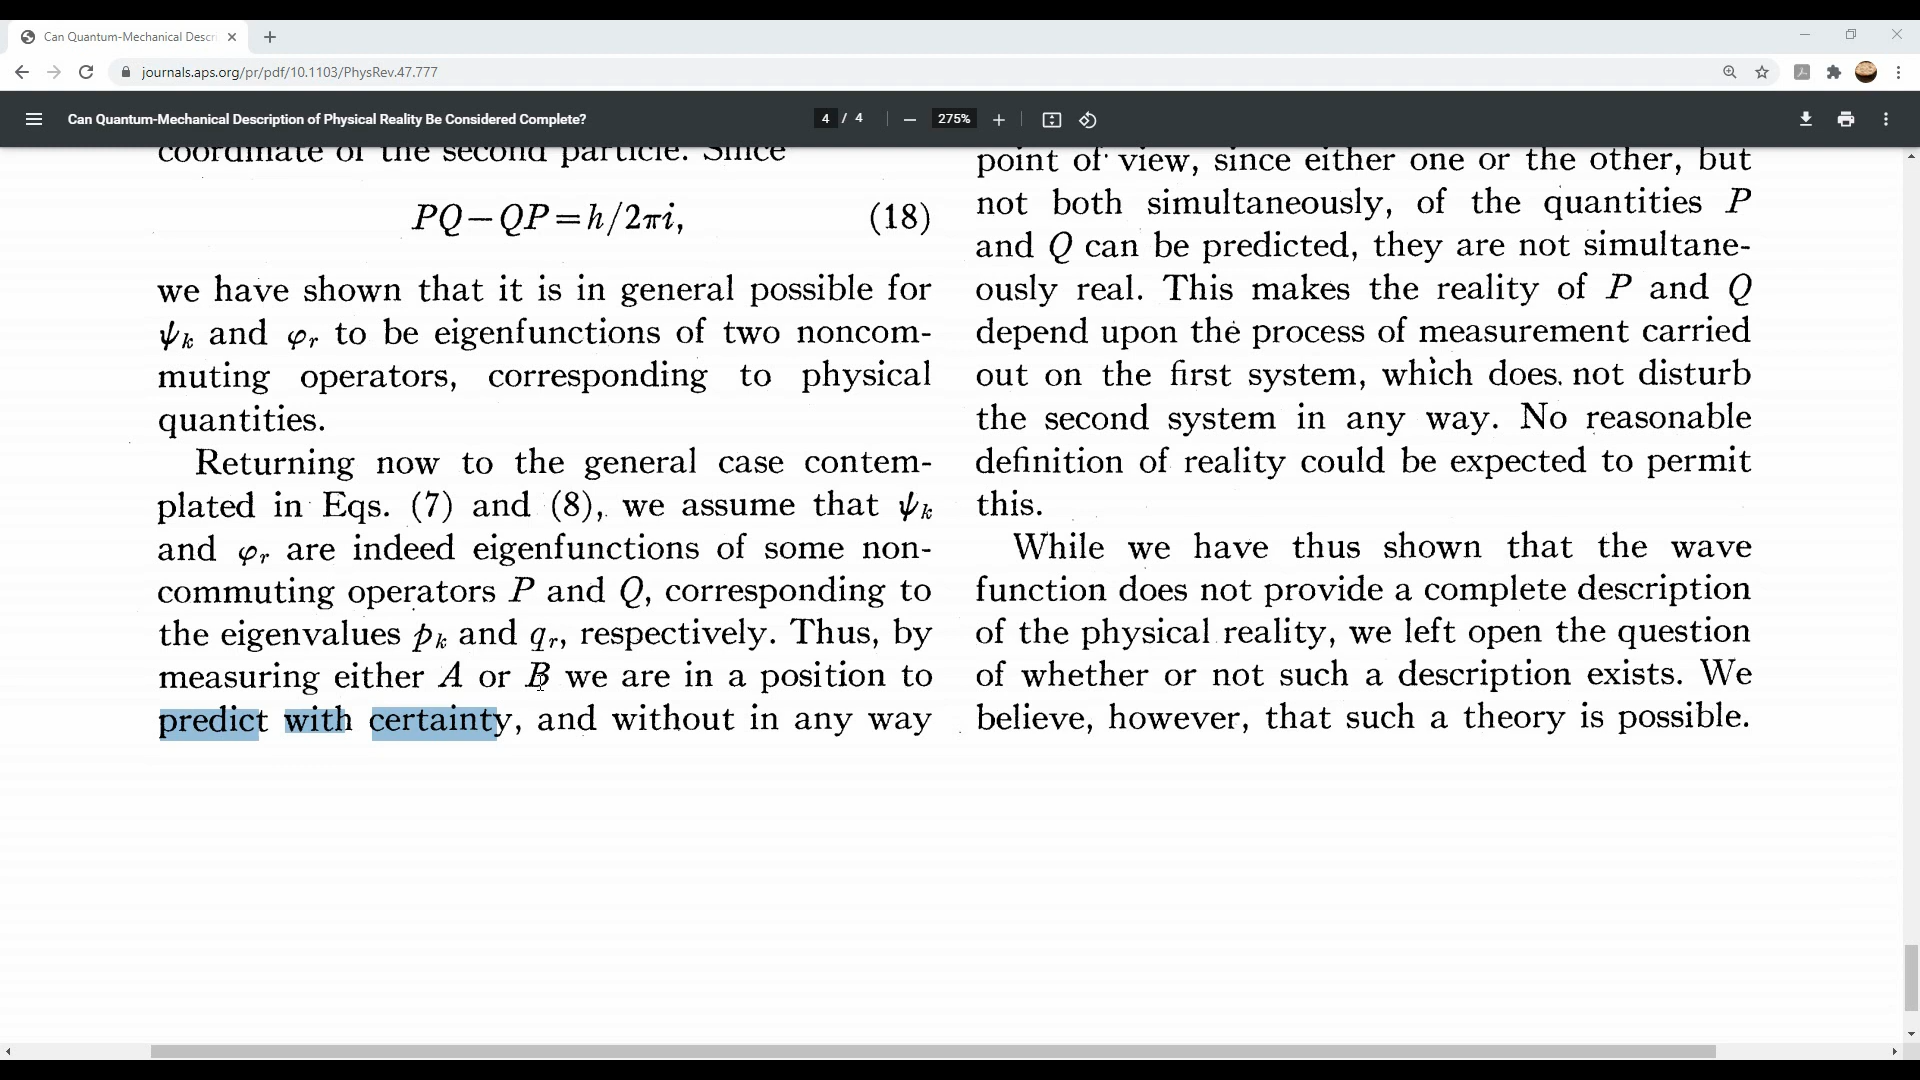 Can Quantum-Mechanical Descri
journals.aps.org/pr/pdf/10.1103/PhysRev.47.777
Can Quantum-Mechanical Description of Physical Reality Be Considered Complete?
4 / 4
275%
coordinate of the second particle. Since
PQ−QP=h/2πi, (18)
we have shown that it is in general possible for
ψk and φr to be eigenfunctions of two noncom-
muting operators, corresponding to physical
quantities.
Returning now to the general case contem-
plated in Eqs. (7) and (8), we assume that ψk
and φr are indeed eigenfunctions of some non-
commuting operators P and Q, corresponding to
the eigenvalues pk and qr, respectively. Thus, by
measuring either A or B we are in a position to
predict with certainty, and without in any way
point of view, since either one or the other, but
not both simultaneously, of the quantities P
and Q can be predicted, they are not simultane-
ously real. This makes the reality of P and Q
depend upon the process of measurement carried
out on the first system, which does not disturb
the second system in any way. No reasonable
definition of reality could be expected to permit
this.
While we have thus shown that the wave
function does not provide a complete description
of the physical reality, we left open the question
of whether or not such a description exists. We
believe, however, that such a theory is possible.